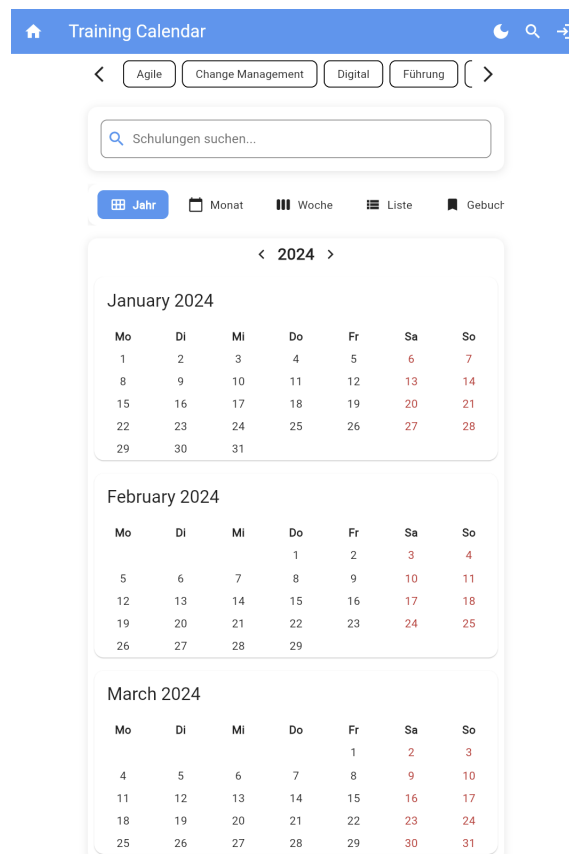 Training Calendar
Agile Change Management Digital Führung
Schulungen suchen...
Jahr Monat Woche Liste Gebuch
2024
January 2024
Mo Di Mi Do Fr Sa So
1 2 3 4 5 6 7
8 9 10 11 12 13 14
15 16 17 18 19 20 21
22 23 24 25 26 27 28
29 30 31
February 2024
Mo Di Mi Do Fr Sa So
1 2 3 4
5 6 7 8 9 10 11
12 13 14 15 16 17 18
19 20 21 22 23 24 25
26 27 28 29
March 2024
Mo Di Mi Do Fr Sa So
1 2 3
4 5 6 7 8 9 10
11 12 13 14 15 16 17
18 19 20 21 22 23 24
25 26 27 28 29 30 31